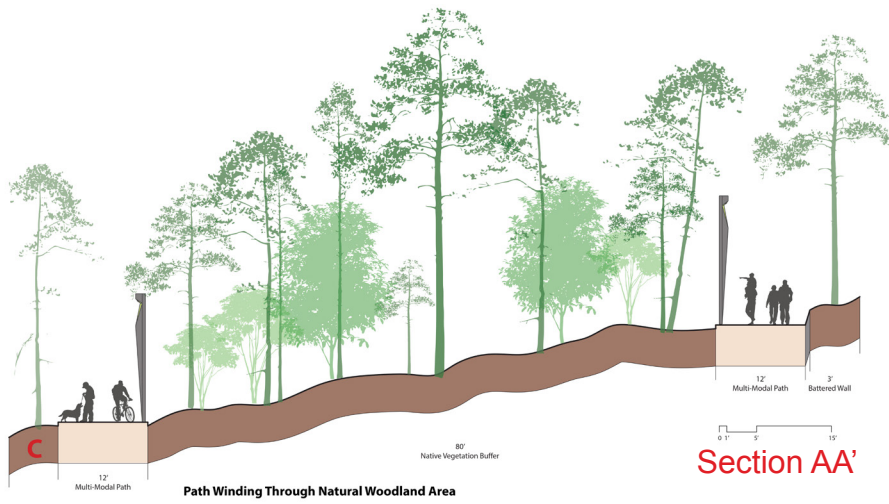 C
12'
Multi-Modal Path
80'
Native Vegetation Buffer
12'
Multi-Modal Path
3'
Battered Wall
0 1' 5' 15'
Section AA'
Path Winding Through Natural Woodland Area